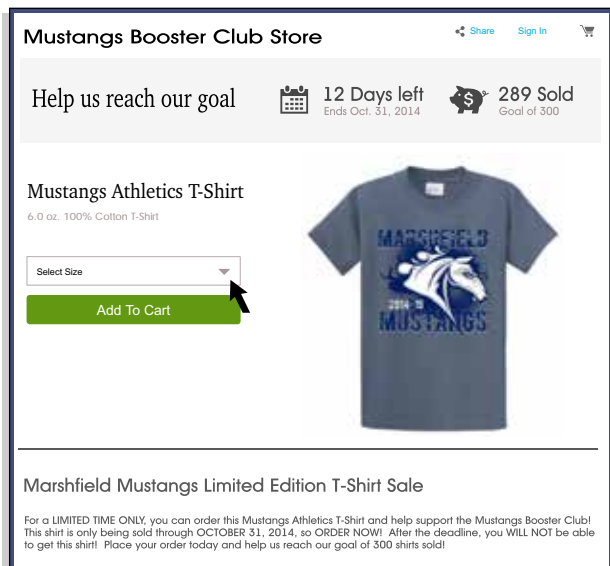 Mustangs Booster Club Store
Share Sign In
Help us reach our goal
12 Days left
Ends Oct. 31, 2014
289 Sold
Goal of 300
Mustangs Athletics T-Shirt
6.0 oz. 100% Cotton T-Shirt
Select Size
Add To Cart
MARSHFIELD
2014-15
MUSTANGS
Marshfield Mustangs Limited Edition T-Shirt Sale
For a LIMITED TIME ONLY, you can order this Mustangs Athletics T-Shirt and help support the Mustangs Booster Club!
This shirt is only being sold through OCTOBER 31, 2014, so ORDER NOW! After the deadline, you WILL NOT be able
to get this shirt! Place your order today and help us reach our goal of 300 shirts sold!